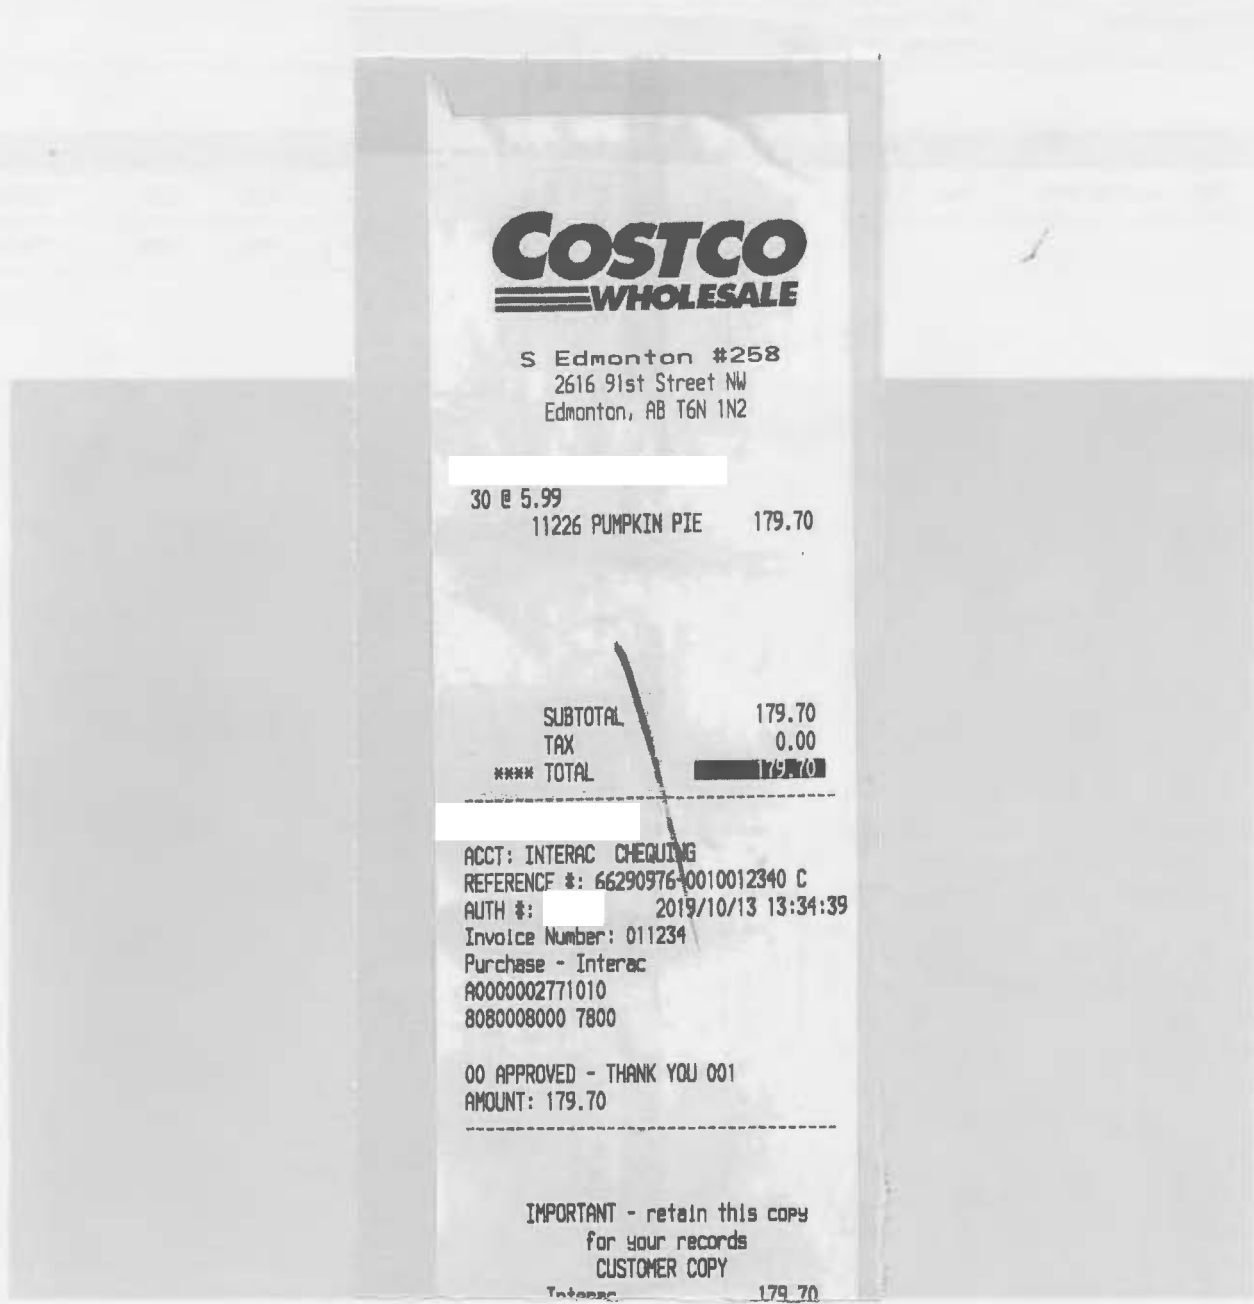 COSTCO
WHOLESALE
S Edmonton #258
2616 91st Street NW
Edmonton, AB T6N 1N2
30 @ 5.99
11226 PUMPKIN PIE 179.70
SUBTOTAL 179.70
TAX 0.00
**** TOTAL 179.70
ACCT: INTERAC CHEQUING
REFERENCE #: 66290976-0010012340 C
AUTH #: 2019/10/13 13:34:39
Invoice Number: 011234
Purchase - Interac
A0000002771010
8080008000 7800
00 APPROVED - THANK YOU 001
AMOUNT: 179.70
IMPORTANT - retain this copy
for your records
CUSTOMER COPY
Interac 179.70